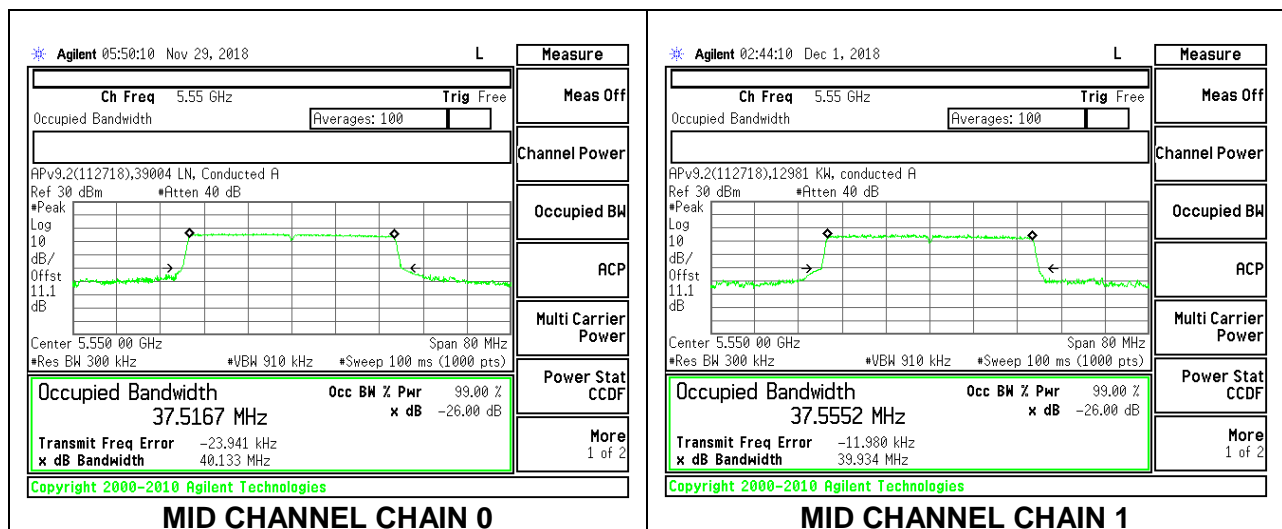 Agilent 05:50:10 Nov 29, 2018 L
Measure
Ch Freq 5.55 GHz Trig Free
Occupied Bandwidth Averages: 100
APv9.2(112718),39004 LN, Conducted A
Ref 30 dBm #Atten 40 dB
#Peak
Log
10
dB/
Offst
11.1
dB
Center 5.550 00 GHz Span 80 MHz
#Res BW 300 kHz #VBW 910 kHz #Sweep 100 ms (1000 pts)
Occupied Bandwidth Occ BW % Pwr 99.00 %
37.5167 MHz x dB -26.00 dB
Transmit Freq Error -23.941 kHz
x dB Bandwidth 40.133 MHz
Copyright 2000-2010 Agilent Technologies
Meas Off
Channel Power
Occupied BW
ACP
Multi Carrier
Power
Power Stat
CCDF
More
1 of 2
MID CHANNEL CHAIN 0
Agilent 02:44:10 Dec 1, 2018 L
Measure
Ch Freq 5.55 GHz Trig Free
Occupied Bandwidth Averages: 100
APv9.2(112718),12981 KW, conducted A
Ref 30 dBm #Atten 40 dB
#Peak
Log
10
dB/
Offst
11.1
dB
Center 5.550 00 GHz Span 80 MHz
#Res BW 300 kHz #VBW 910 kHz #Sweep 100 ms (1000 pts)
Occupied Bandwidth Occ BW % Pwr 99.00 %
37.5552 MHz x dB -26.00 dB
Transmit Freq Error -11.980 kHz
x dB Bandwidth 39.934 MHz
Copyright 2000-2010 Agilent Technologies
Meas Off
Channel Power
Occupied BW
ACP
Multi Carrier
Power
Power Stat
CCDF
More
1 of 2
MID CHANNEL CHAIN 1